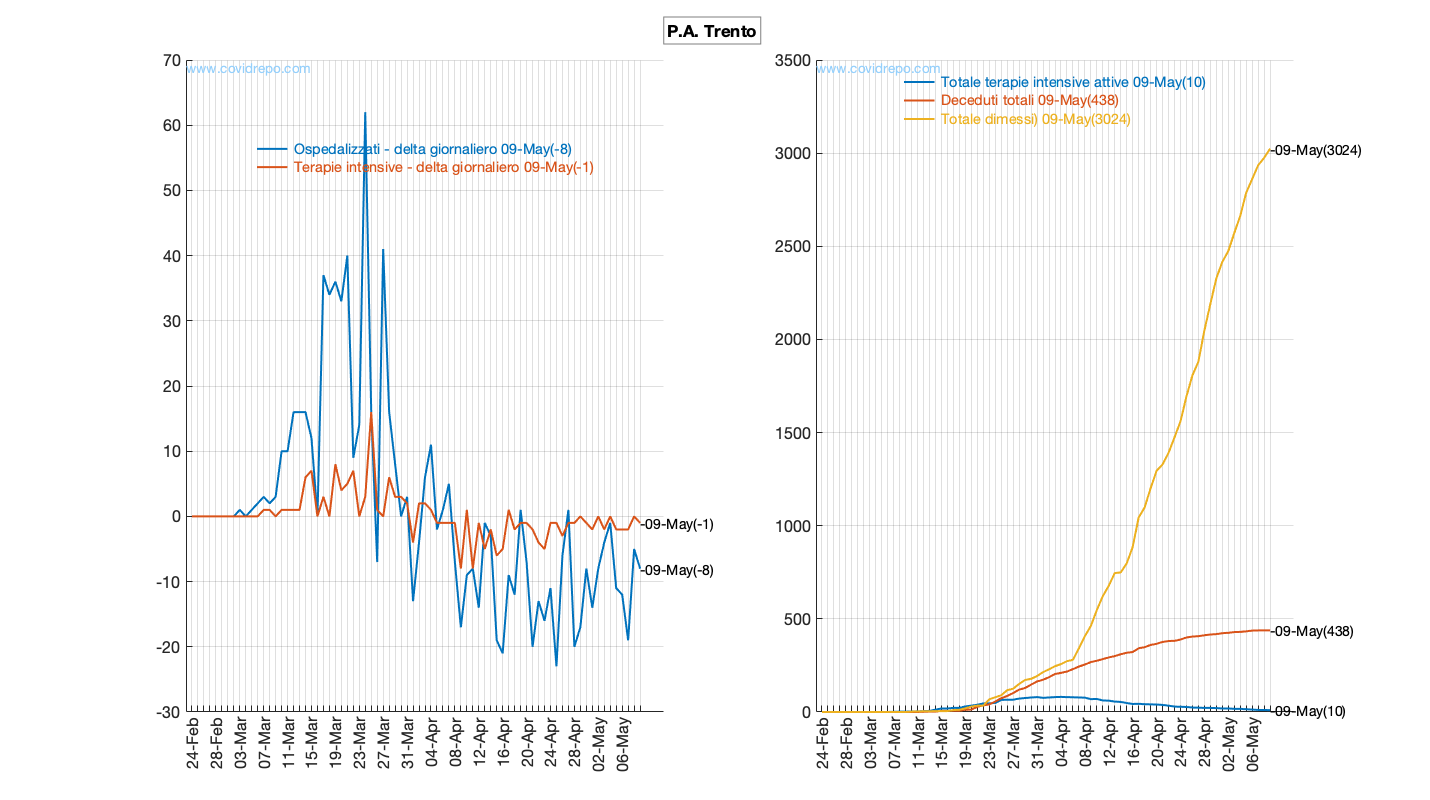 P.A. Trento
www.covidrepo.com
Ospedalizzati - delta giornaliero 09-May(-8)
Terapie intensive - delta giornaliero 09-May(-1)
70
60
50
40
30
20
10
0
-10
-20
-30
-09-May(-1)
-09-May(-8)
24-Feb
28-Feb
03-Mar
07-Mar
11-Mar
15-Mar
19-Mar
23-Mar
27-Mar
31-Mar
04-Apr
08-Apr
12-Apr
16-Apr
20-Apr
24-Apr
28-Apr
02-May
06-May
www.covidrepo.com
Totale terapie intensive attive 09-May(10)
Deceduti totali 09-May(438)
Totale dimessi) 09-May(3024)
3500
3000
2500
2000
1500
1000
500
0
-09-May(3024)
-09-May(438)
-09-May(10)
24-Feb
28-Feb
03-Mar
07-Mar
11-Mar
15-Mar
19-Mar
23-Mar
27-Mar
31-Mar
04-Apr
08-Apr
12-Apr
16-Apr
20-Apr
24-Apr
28-Apr
02-May
06-May